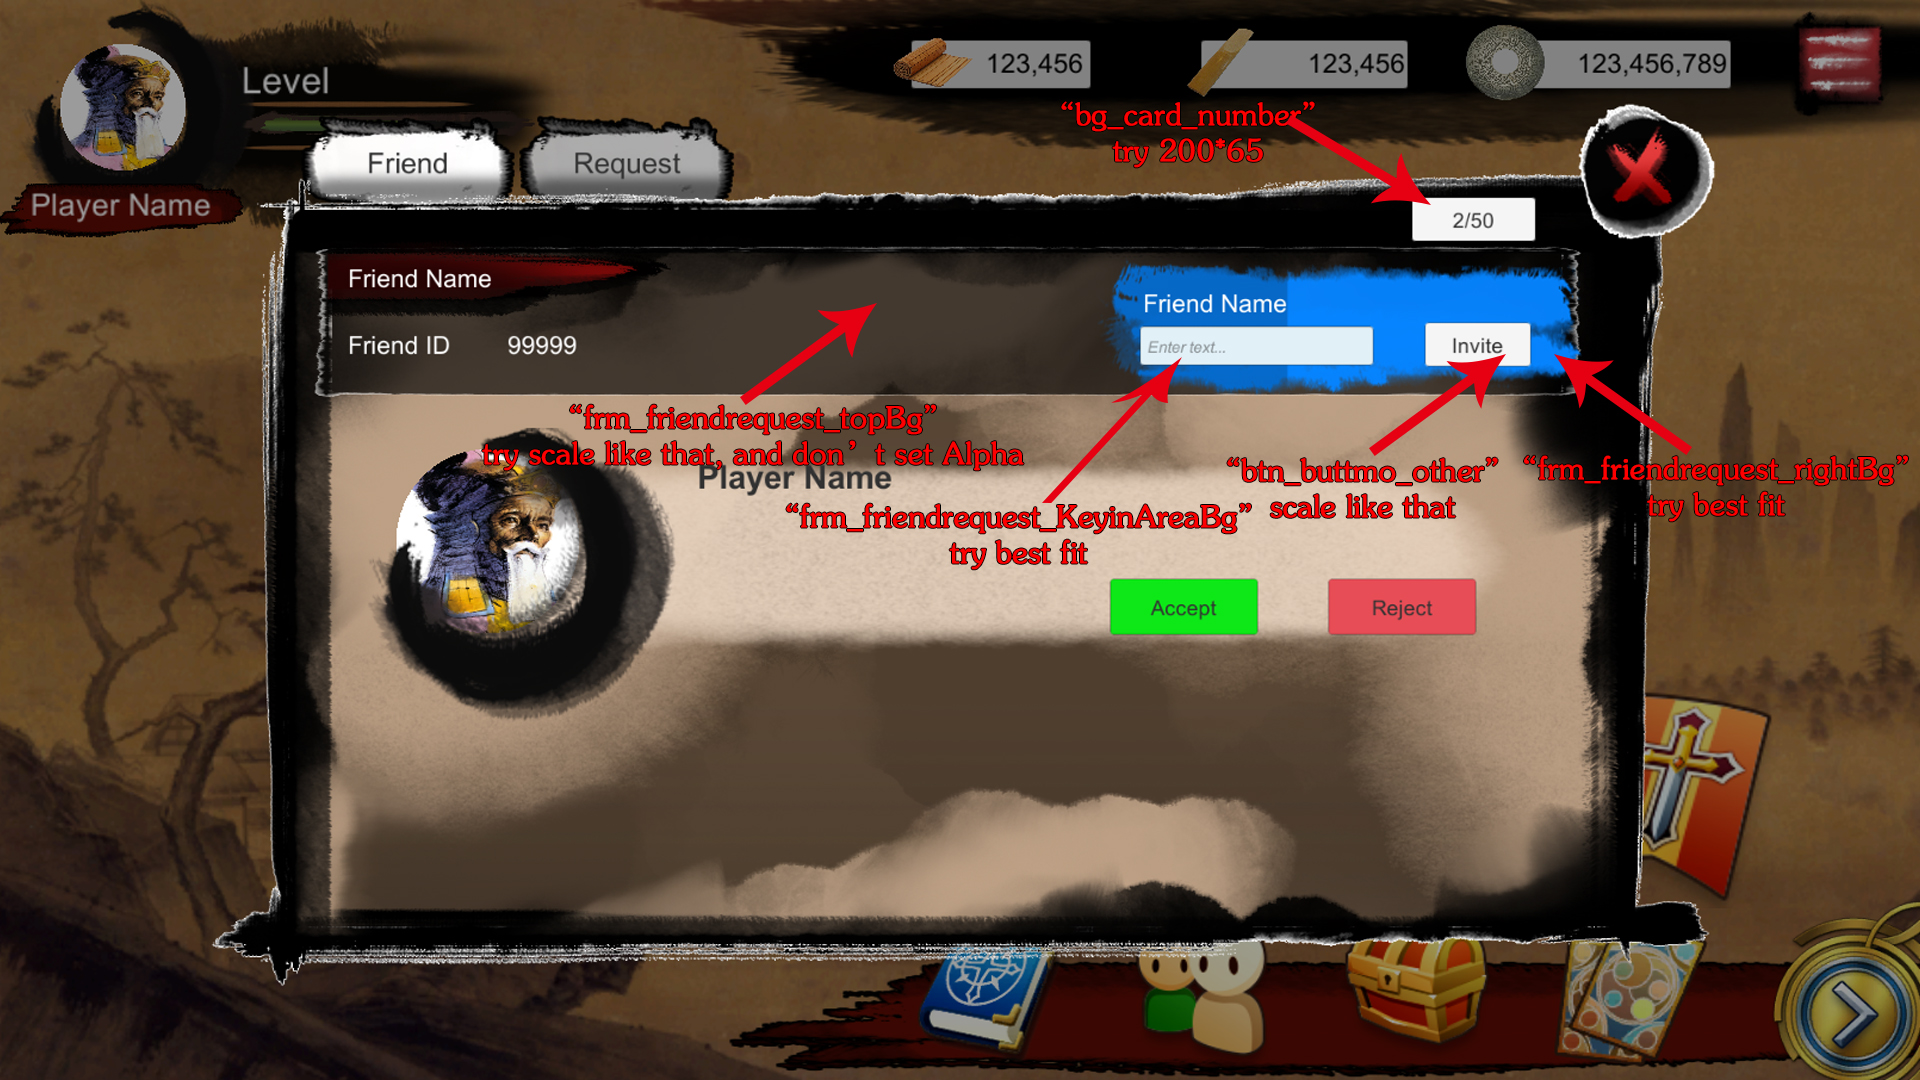 Level
123,456
123,456
123,456,789
“bg_card_number”
try 200*65
Friend
Request
Player Name
2/50
Friend Name
Friend Name
Friend ID
99999
Enter text...
Invite
“frm_friendrequest_topBg”
try scale like that, and don’t set Alpha
Player Name
“btn_buttmo_other”
scale like that
“frm_friendrequest_rightBg”
try best fit
“frm_friendrequest_KeyinAreaBg”
try best fit
Accept
Reject